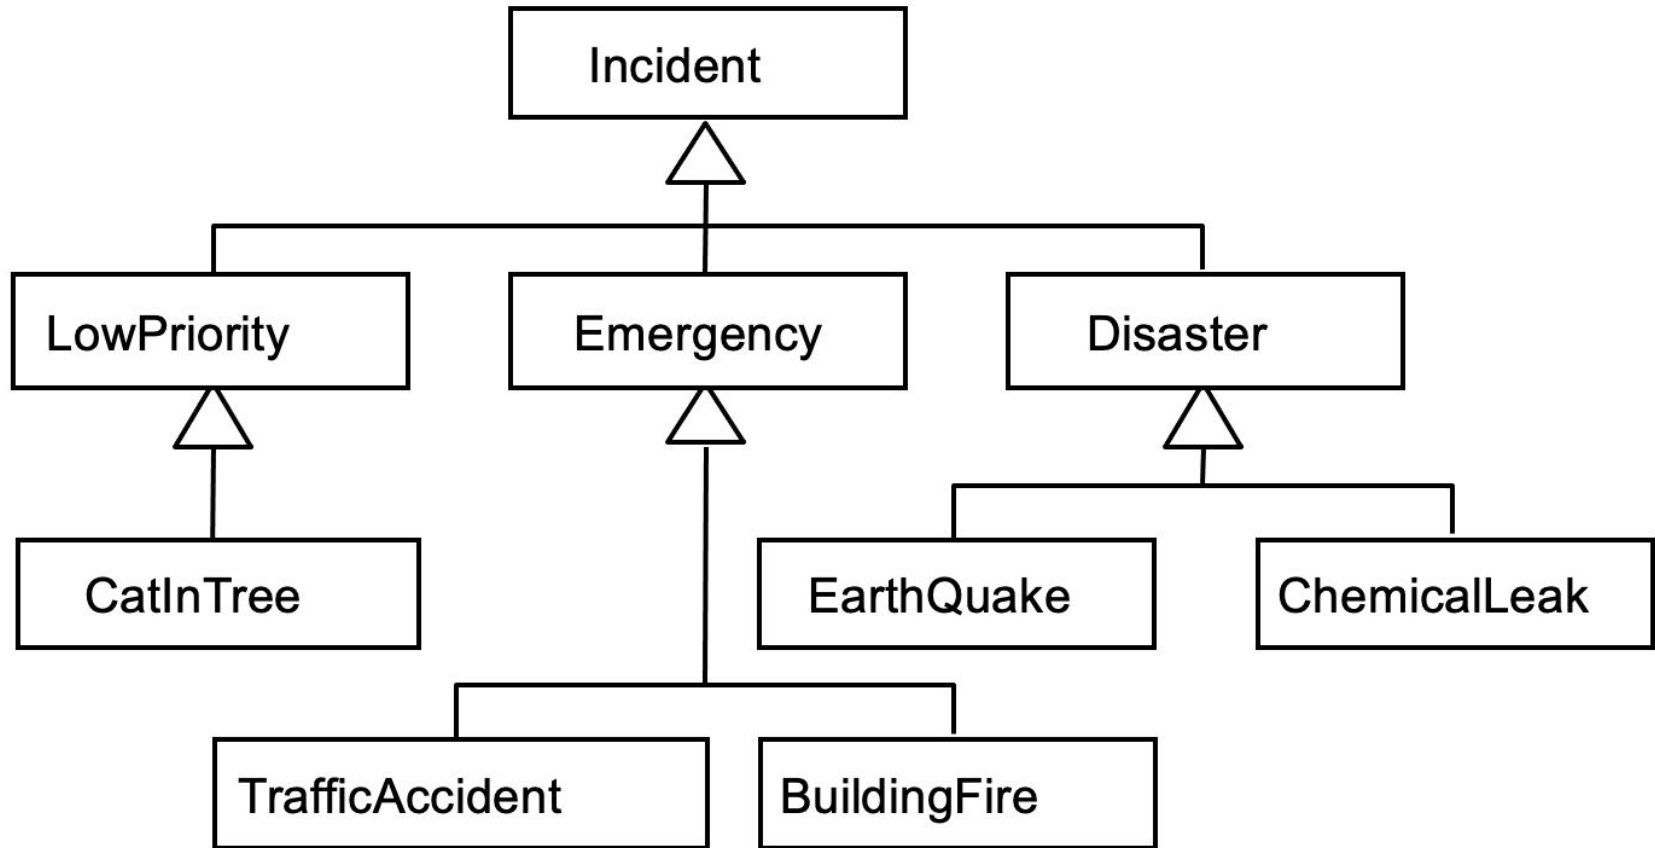 Incident
LowPriority
Emergency
Disaster
CatInTree
EarthQuake
ChemicalLeak
TrafficAccident
BuildingFire